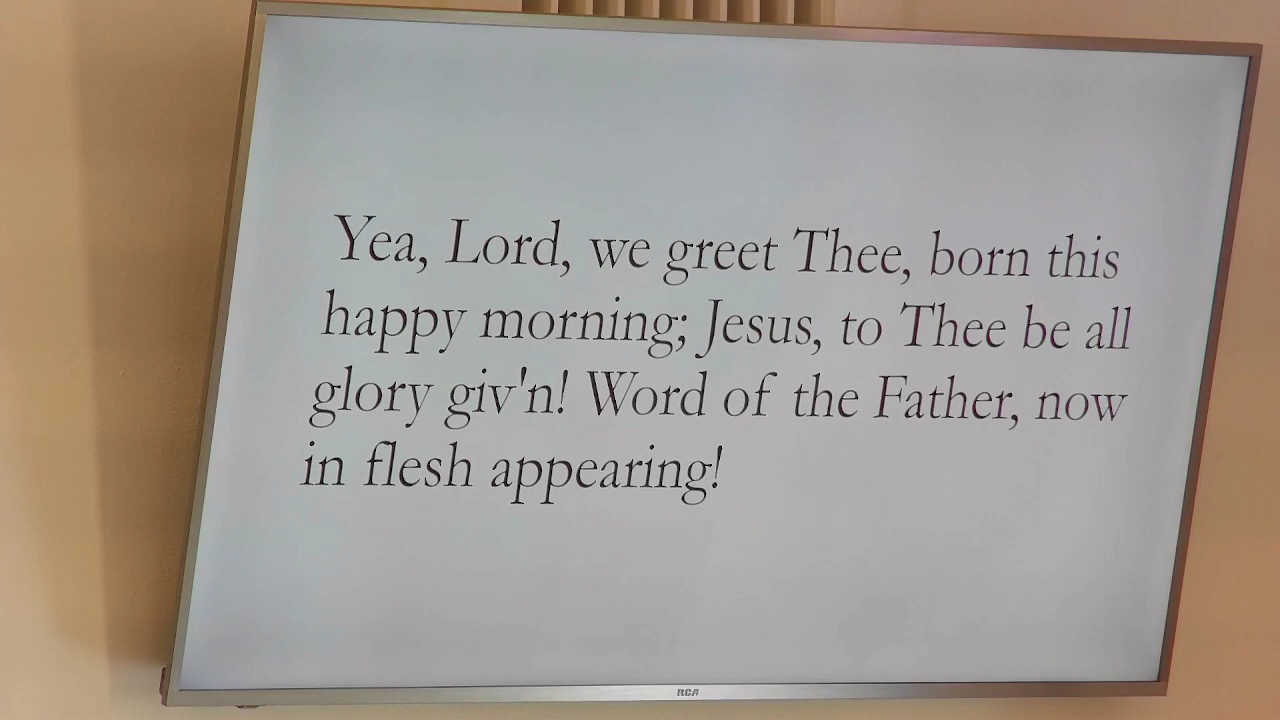 Yea, Lord, we greet Thee, born this
happy morning; Jesus, to Thee be all
glory giv'n! Word of the Father, now
in flesh appearing!
RCA